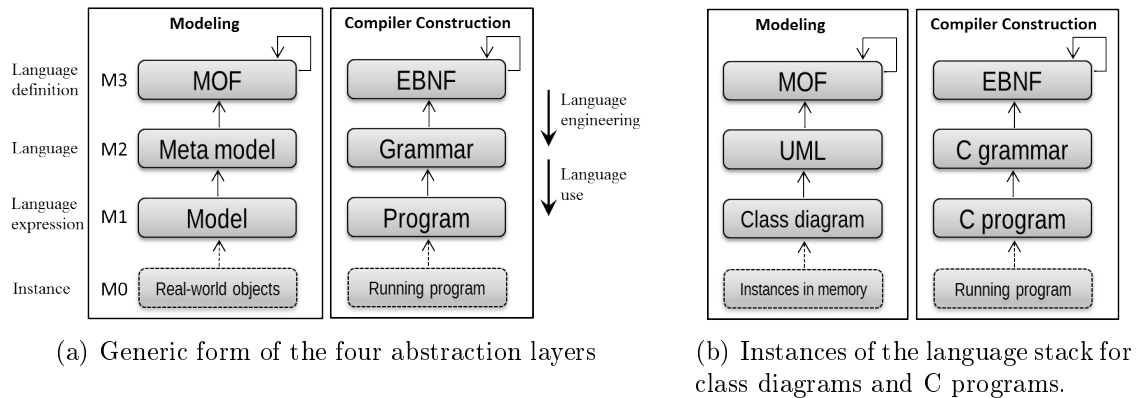 Modeling
Compiler Construction
Language
definition
M3
MOF
EBNF
Language
engineering
Language
M2
Meta model
Grammar
Language
use
Language
expression
M1
Model
Program
Instance
M0
Real-world objects
Running program
(a) Generic form of the four abstraction layers
Modeling
Compiler Construction
MOF
EBNF
UML
C grammar
Class diagram
C program
Instances in memory
Running program
(b) Instances of the language stack for
class diagrams and C programs.